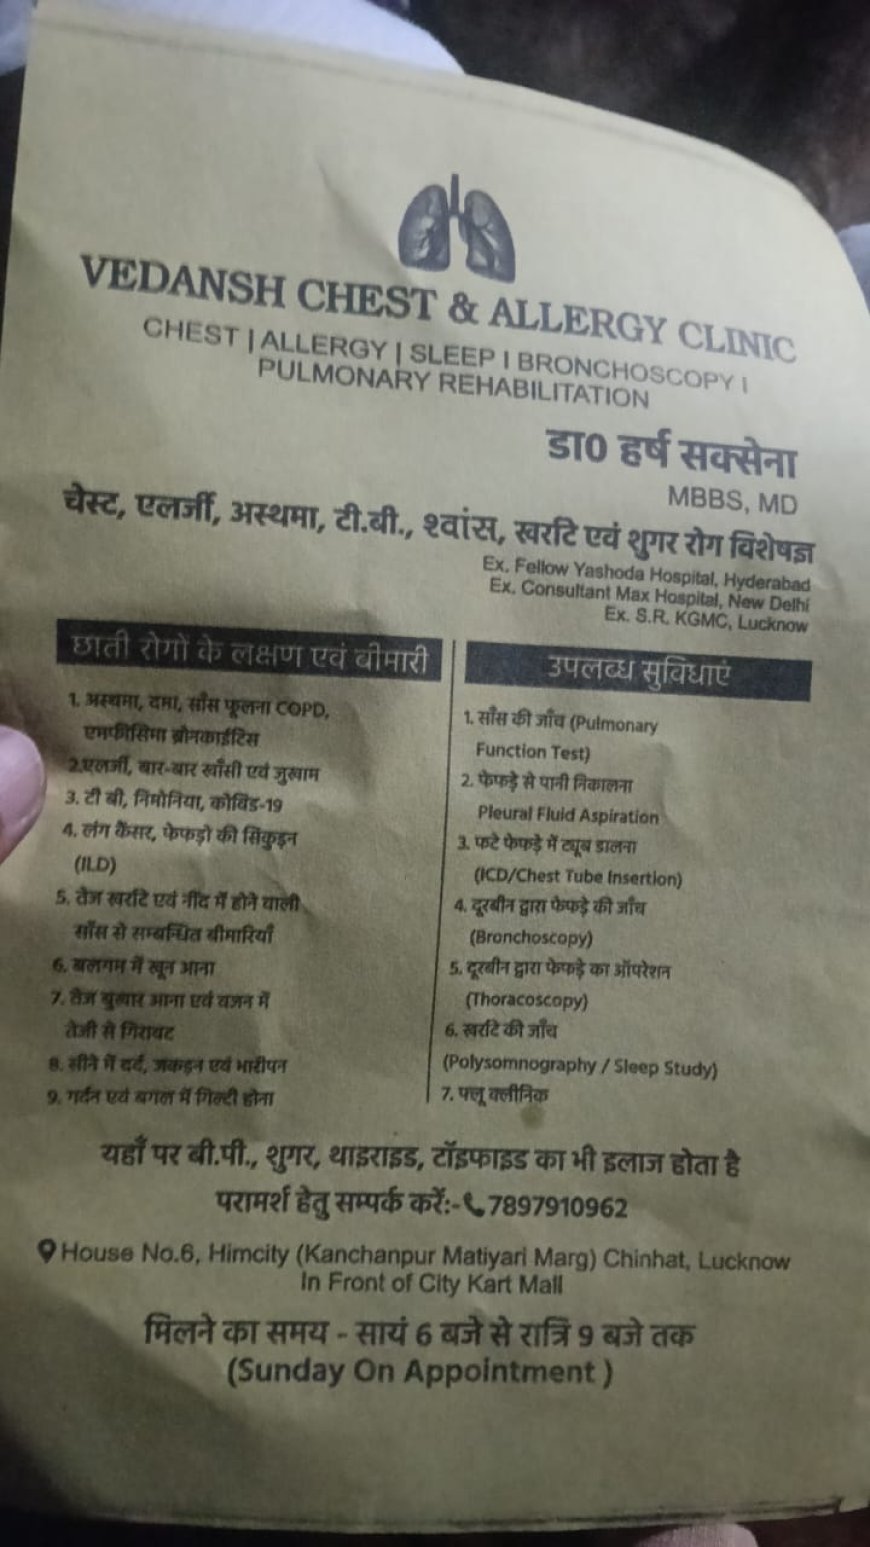 VEDANSH CHEST & ALLERGY CLINIC
CHEST | ALLERGY | SLEEP I BRONCHOSCOPY I
PULMONARY REHABILITATION
डा0 हर्ष सक्सेना
MBBS, MD
चेस्ट, एलर्जी, अस्थमा, टी.बी., श्वांस, खर्राटे एवं शुगर रोग विशेषज्ञ
Ex. Fellow Yashoda Hospital, Hyderabad
Ex. Consultant Max Hospital, New Delhi
Ex. S.R. KGMC, Lucknow
छाती रोगों के लक्षण एवं बीमारी
1. अस्थमा, दमा, साँस फूलना COPD,
एमफीसिमा ब्रौनकाईटिस
2.एलर्जी, बार-बार खाँसी एवं जुखाम
3. टी बी, निमोनिया, कोविड-19
4. लंग कैंसर, फेफड़ो की सिकुड़न
(ILD)
5. तेज खर्राटे एवं नींद में होने वाली
साँस से सम्बन्धित बीमारियाँ
6. बलगम में खून आना
7. तेज बुखार आना एवं वजन में
तेजी से गिरावट
8. सीने में दर्द, जकड़न एवं भारीपन
9. गर्दन एवं बगल में गिल्टी होना
उपलब्ध सुविधाएं
1. साँस की जाँच (Pulmonary
Function Test)
2. फेफड़े से पानी निकालना
Pleural Fluid Aspiration
3. फटे फेफड़े में ट्यूब डालना
(ICD/Chest Tube Insertion)
4. दूरबीन द्वारा फेफड़े की जाँच
(Bronchoscopy)
5. दूरबीन द्वारा फेफड़े का ऑपरेशन
(Thoracoscopy)
6. खर्राटे की जाँच
(Polysomnography / Sleep Study)
7. फ्लू क्लीनिक
यहाँ पर बी.पी., शुगर, थाइराइड, टॉइफाइड का भी इलाज होता है
परामर्श हेतु सम्पर्क करें:- 7897910962
House No.6, Himcity (Kanchanpur Matiyari Marg) Chinhat, Lucknow
In Front of City Kart Mall
मिलने का समय - सायं 6 बजे से रात्रि 9 बजे तक
(Sunday On Appointment )